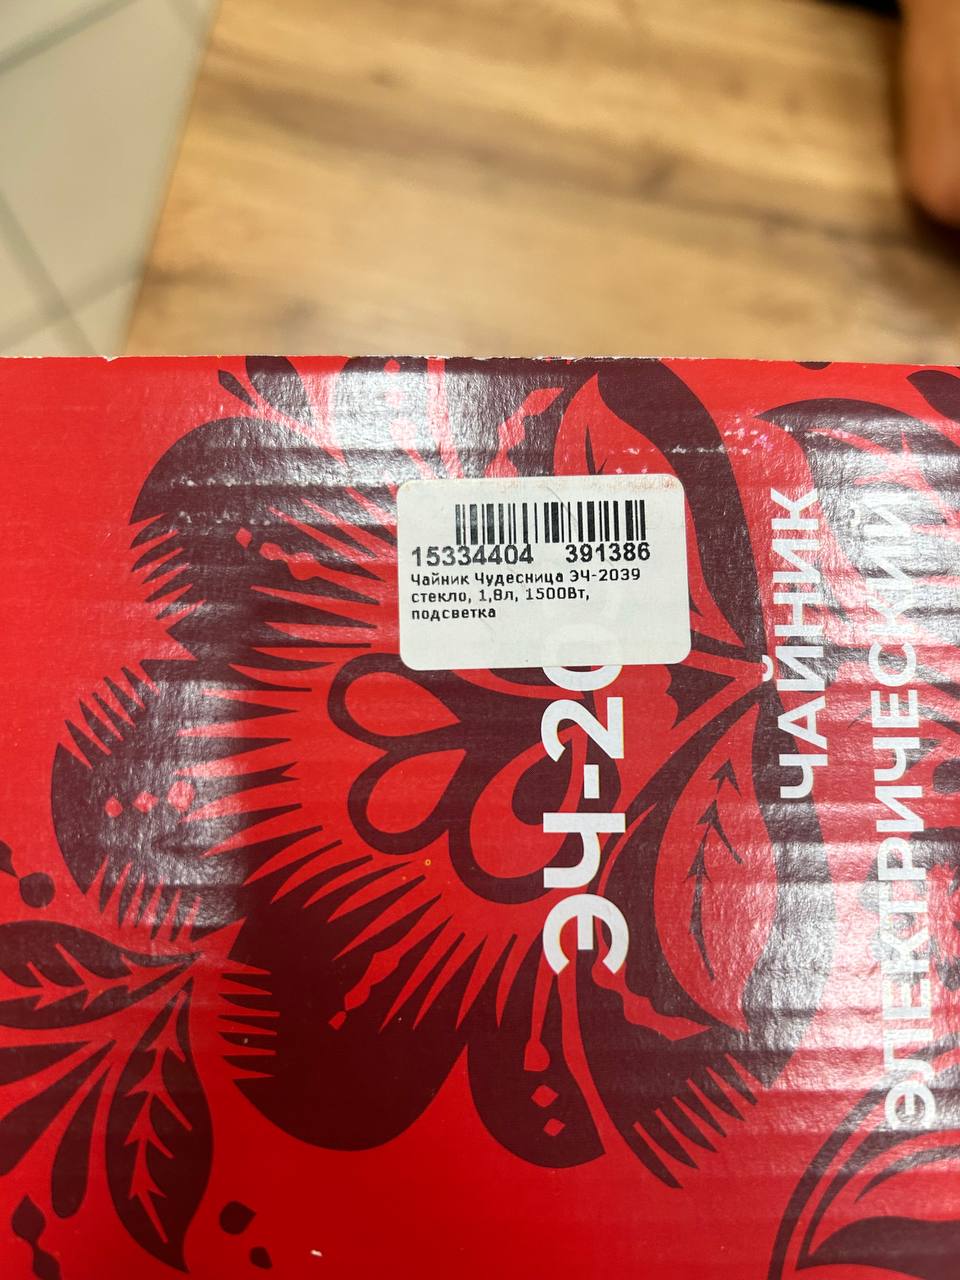 15334404 391386
Чайник Чудесница ЭЧ-2039
стекло, 1,8л, 1500Вт,
подсветка
ЧАЙНИК
ЭЛЕКТРИЧЕСКИЙ
ЭЧ-20